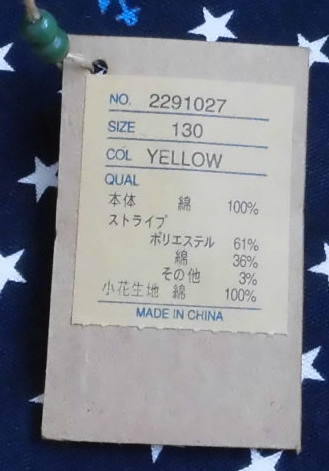 NO. 2291027
SIZE 130
COL YELLOW
QUAL
本体 綿 100%
ストライプ
ポリエステル 61%
綿 36%
その他 3%
小花生地 綿 100%
MADE IN CHINA